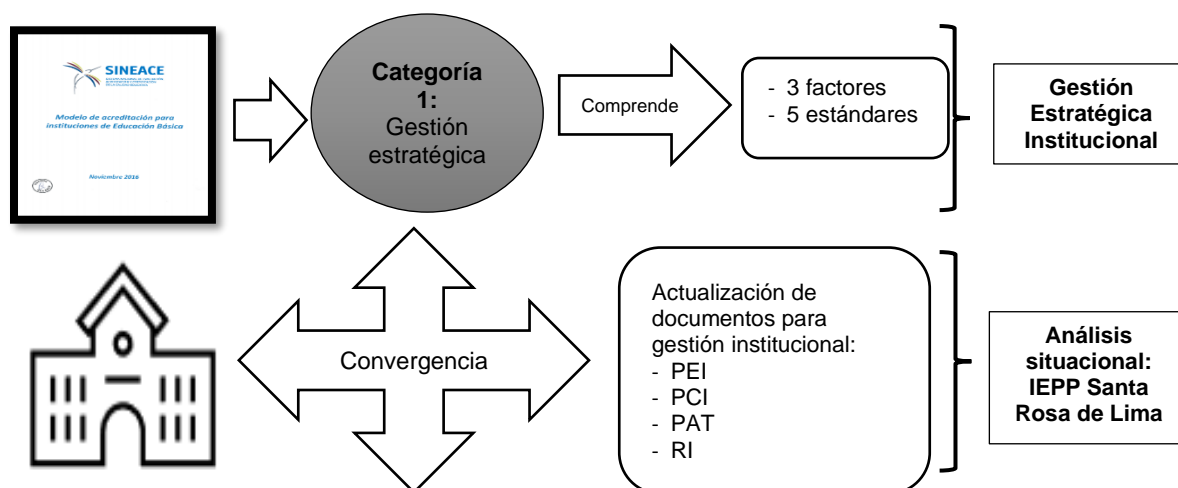 SINEACE
Modelo de acreditación para
instituciones de Educación Básica
Noviembre 2016
Categoría
1:
Gestión
estratégica
Comprende
- 3 factores
- 5 estándares
Gestión
Estratégica
Institucional
Convergencia
Actualización de
documentos para
gestión institucional:
- PEI
- PCI
- PAT
- RI
Análisis
situacional:
IEPP Santa
Rosa de Lima